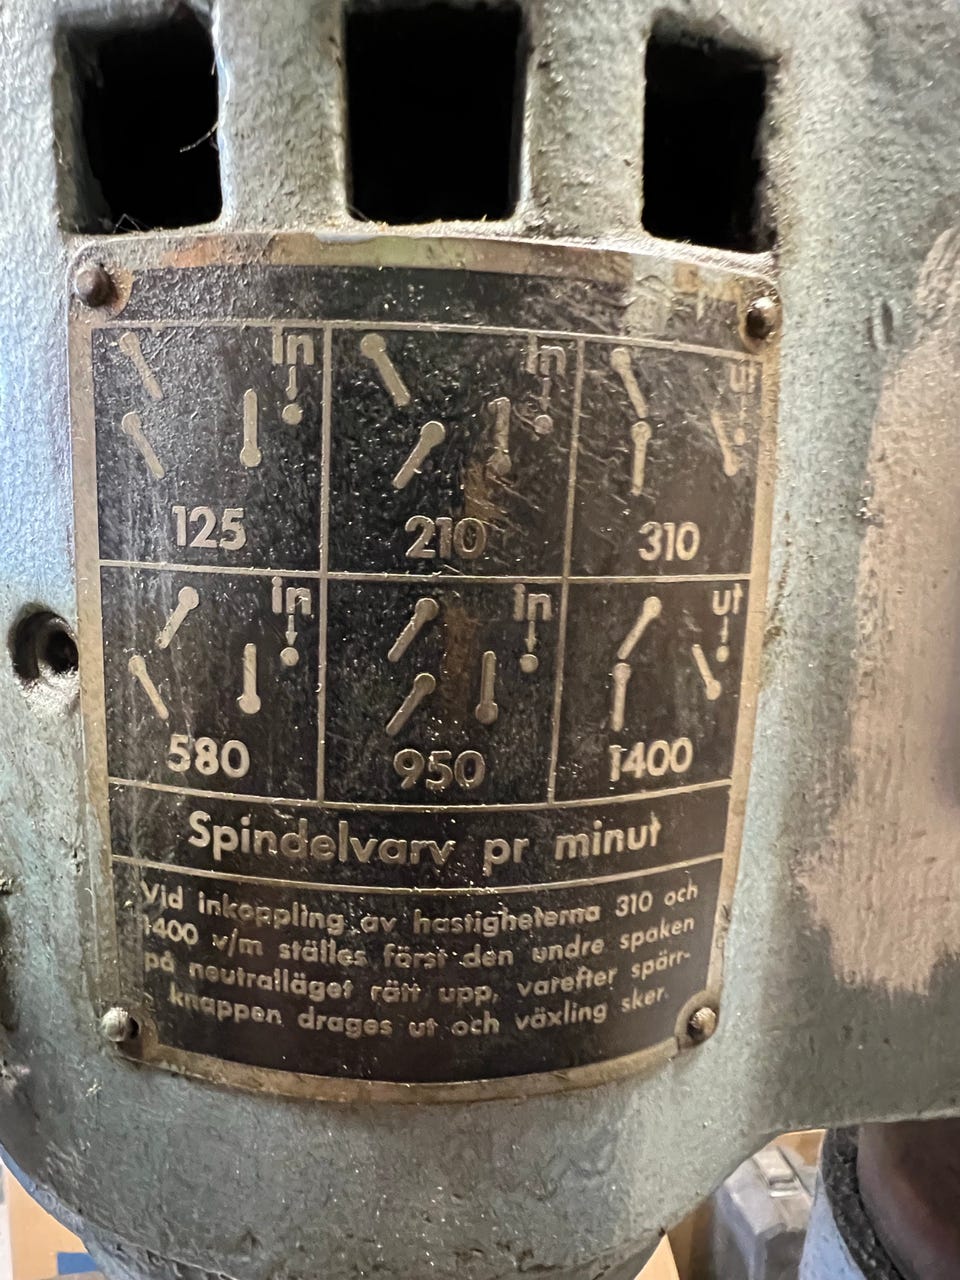 in in ut
125 210 310
in in ut
580 950 1400
Spindelvarv pr minut
Vid inkoppling av hastigheterna 310 och
1400 v/m ställes först den undre spaken
på neutralläget rätt upp, varefter spärr-
knappen drages ut och växling sker.